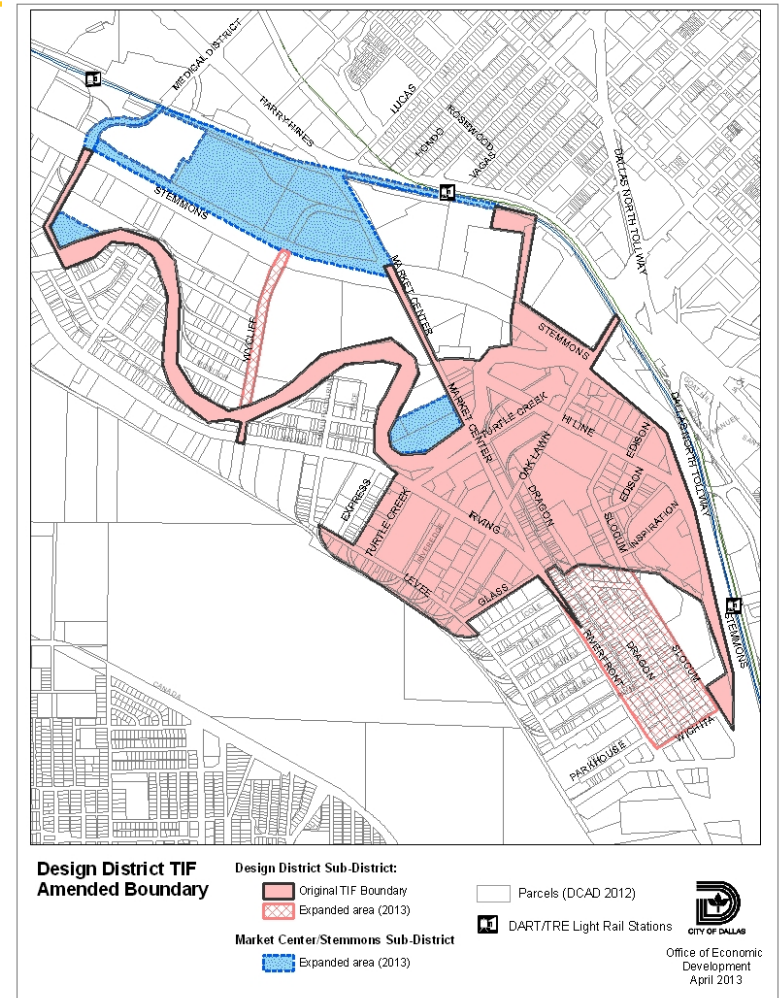 MEDICAL DISTRICT
HARRY HINES
LUCAS
HONDO
ROSEWOOD
VAGAS
DALLAS NORTH TOLLWAY
STEMMONS
MARKET CENTER
WYCLIFF
STEMMONS
MARKET CENTER
TURTLE CREEK
HI LINE
OAK LAWN
EDISON
EDISON
DALLAS NORTH TOLLWAY
EXPRESS
TURTLE CREEK
IRVING
DRAGON
SLOCUM
INSPIRATION
LEVEE
GLASS
RIVERFRONT
DRAGON
SLOCUM
STEMMONS
WICHITA
PARKHOUSE
CANADA
Design District TIF
Amended Boundary
Design District Sub-District:
Original TIF Boundary
Expanded area (2013)
Market Center/Stemmons Sub-District
Expanded area (2013)
Parcels (DCAD 2012)
DART/TRE Light Rail Stations
CITY OF DALLAS
Office of Economic
Development
April 2013